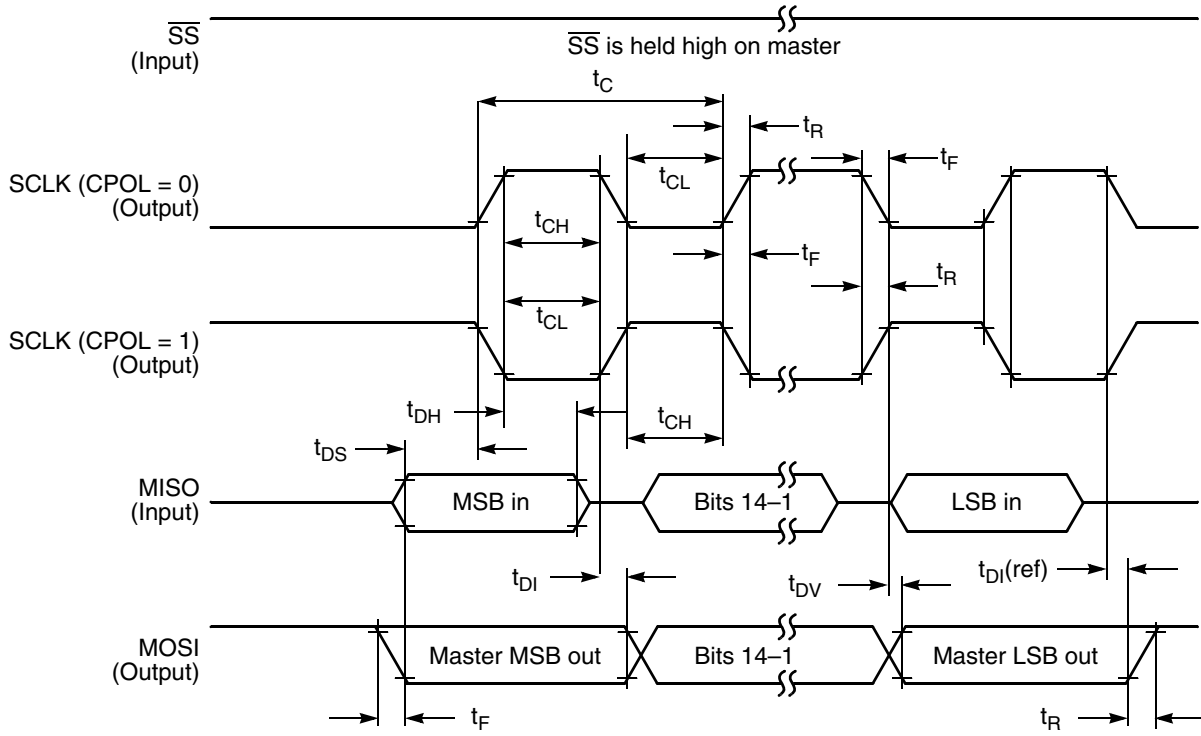 SS
(Input)
SS is held high on master
tC
tR
tF
tCL
SCLK (CPOL = 0)
(Output)
tCH
tF
tR
tCL
SCLK (CPOL = 1)
(Output)
tDH
tCH
tDS
MISO
(Input)
MSB in
Bits 14–1
LSB in
tDI
tDV
tDI(ref)
MOSI
(Output)
Master MSB out
Bits 14–1
Master LSB out
tF
tR